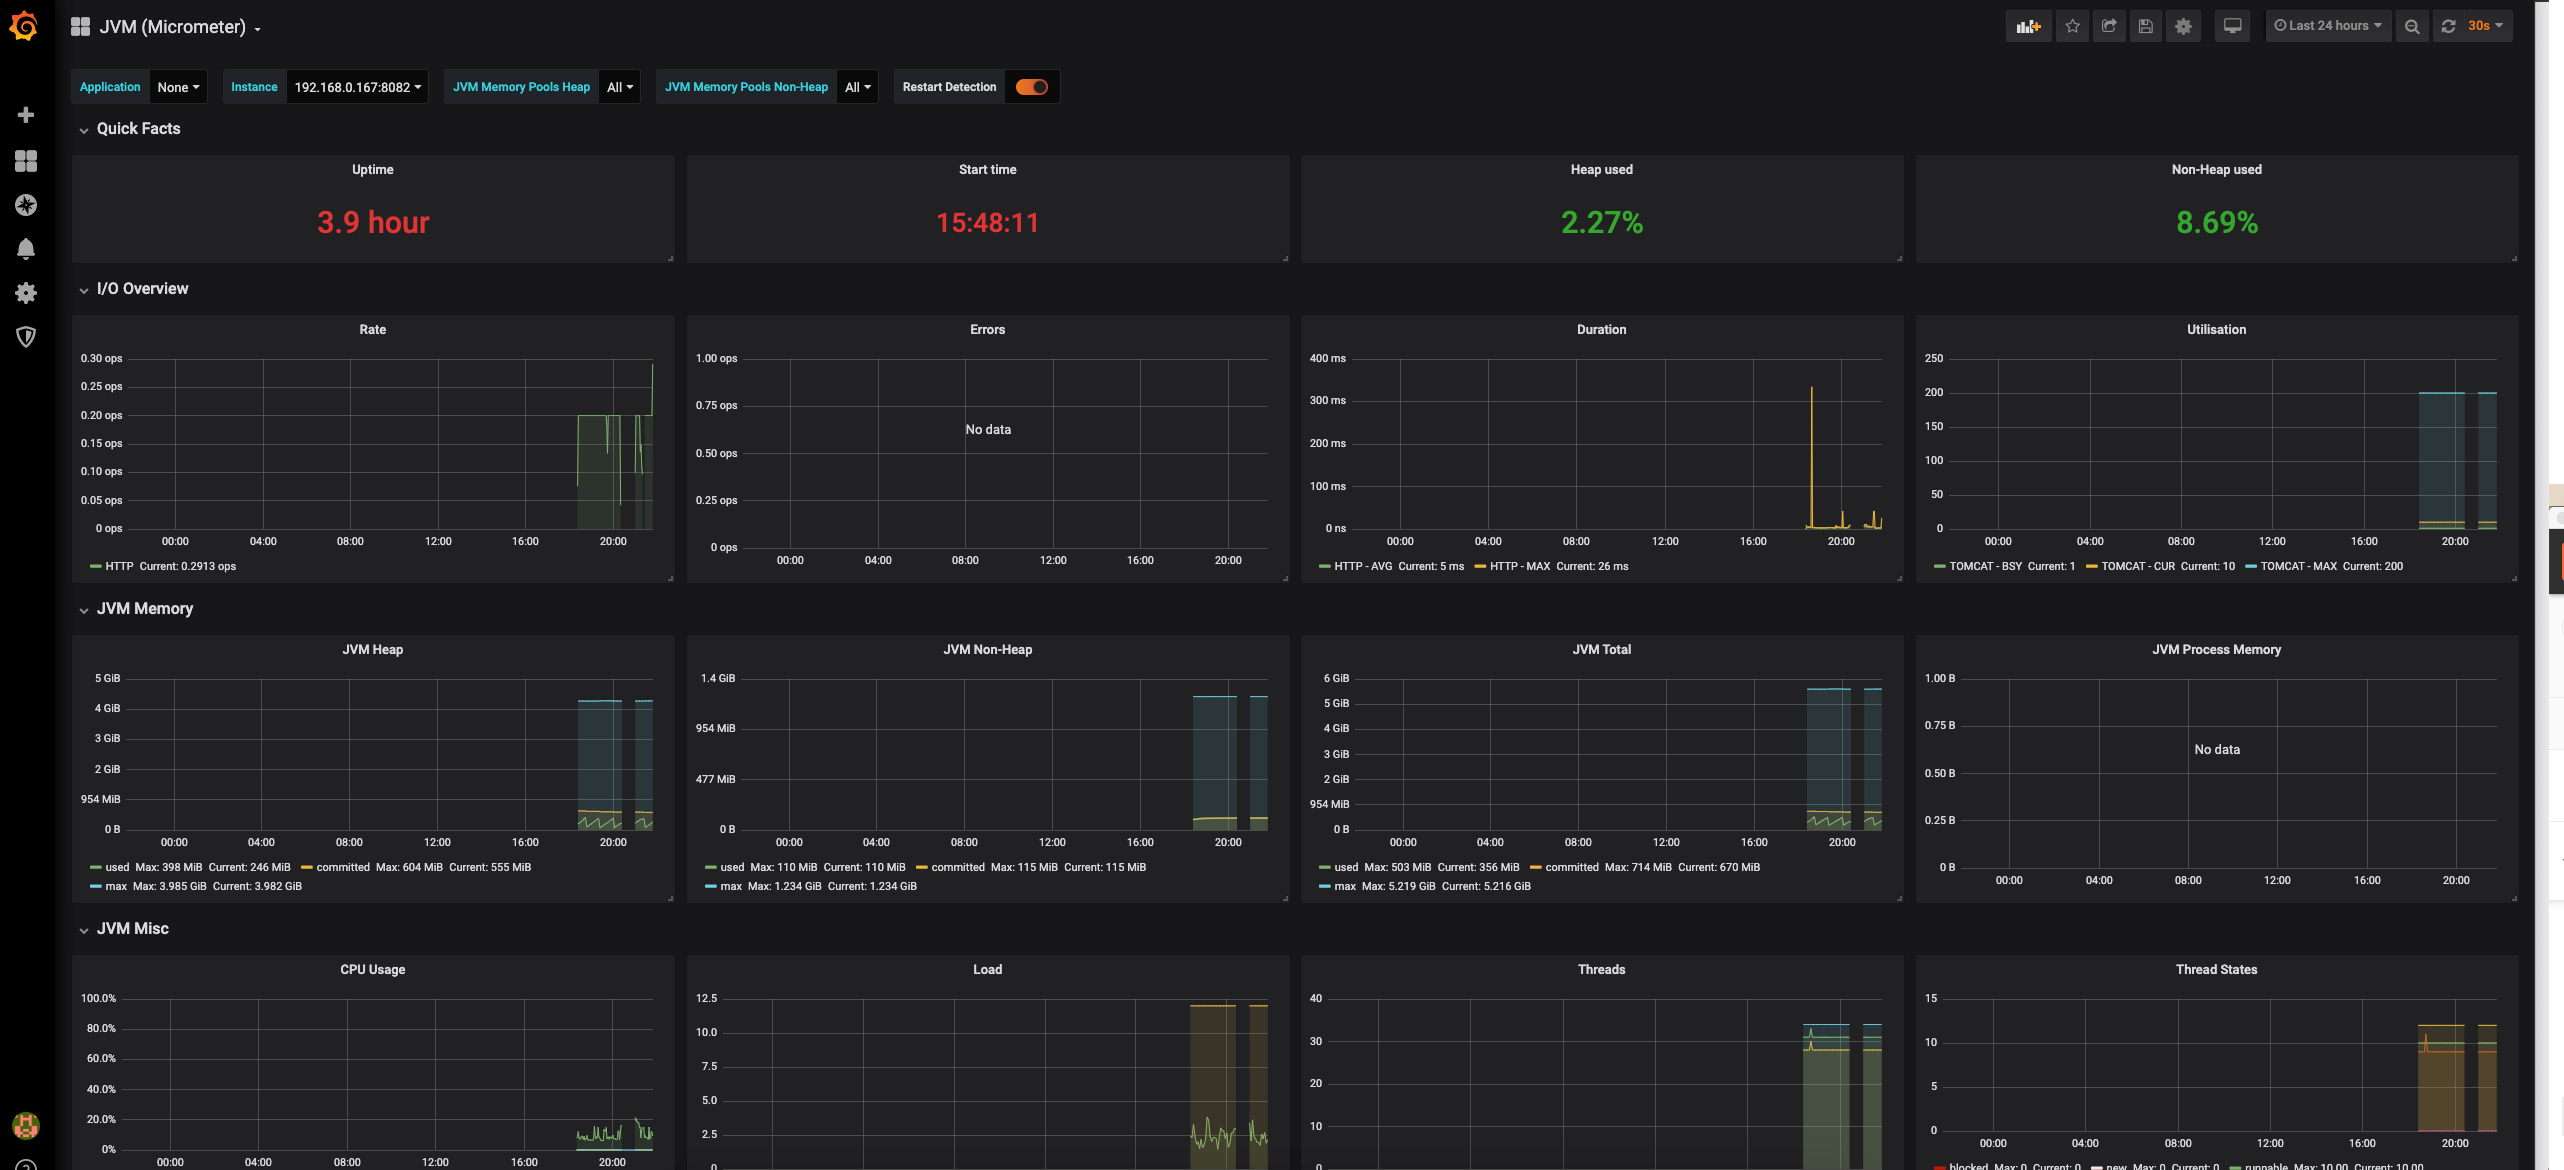 JVM (Micrometer)
Last 24 hours
30s
Application None Instance 192.168.0.167:8082 JVM Memory Pools Heap All JVM Memory Pools Non-Heap All Restart Detection
Quick Facts
Uptime
3.9 hour
Start time
15:48:11
Heap used
2.27%
Non-Heap used
8.69%
I/O Overview
Rate
0.30 ops
0.25 ops
0.20 ops
0.15 ops
0.10 ops
0.05 ops
0 ops
00:00 04:00 08:00 12:00 16:00 20:00
HTTP Current: 0.2913 ops
Errors
1.00 ops
0.75 ops
No data
0.50 ops
0.25 ops
0 ops
00:00 04:00 08:00 12:00 16:00 20:00
Duration
400 ms
300 ms
200 ms
100 ms
0 ns
00:00 04:00 08:00 12:00 16:00 20:00
HTTP - AVG Current: 5 ms HTTP - MAX Current: 26 ms
Utilisation
250
200
150
100
50
0
00:00 04:00 08:00 12:00 16:00 20:00
TOMCAT - BSY Current: 1 TOMCAT - CUR Current: 10 TOMCAT - MAX Current: 200
JVM Memory
JVM Heap
5 GiB
4 GiB
3 GiB
2 GiB
954 MiB
0 B
00:00 04:00 08:00 12:00 16:00 20:00
used Max: 398 MiB Current: 246 MiB committed Max: 604 MiB Current: 555 MiB
max Max: 3.985 GiB Current: 3.982 GiB
JVM Non-Heap
1.4 GiB
954 MiB
477 MiB
0 B
00:00 04:00 08:00 12:00 16:00 20:00
used Max: 110 MiB Current: 110 MiB committed Max: 115 MiB Current: 115 MiB
max Max: 1.234 GiB Current: 1.234 GiB
JVM Total
6 GiB
5 GiB
4 GiB
3 GiB
2 GiB
954 MiB
0 B
00:00 04:00 08:00 12:00 16:00 20:00
used Max: 503 MiB Current: 356 MiB committed Max: 714 MiB Current: 670 MiB
max Max: 5.219 GiB Current: 5.216 GiB
JVM Process Memory
1.00 B
0.75 B
No data
0.50 B
0.25 B
0 B
00:00 04:00 08:00 12:00 16:00 20:00
JVM Misc
CPU Usage
100.0%
80.0%
60.0%
40.0%
20.0%
0%
00:00 04:00 08:00 12:00 16:00 20:00
Load
12.5
10.0
7.5
5.0
2.5
0
Threads
40
30
20
10
0
Thread States
15
10
5
0
00:00 04:00 08:00 12:00 16:00 20:00
blocked Max: 0 Current: 0 new Max: 0 Current: 0 runnable Max: 10.00 Current: 10.00